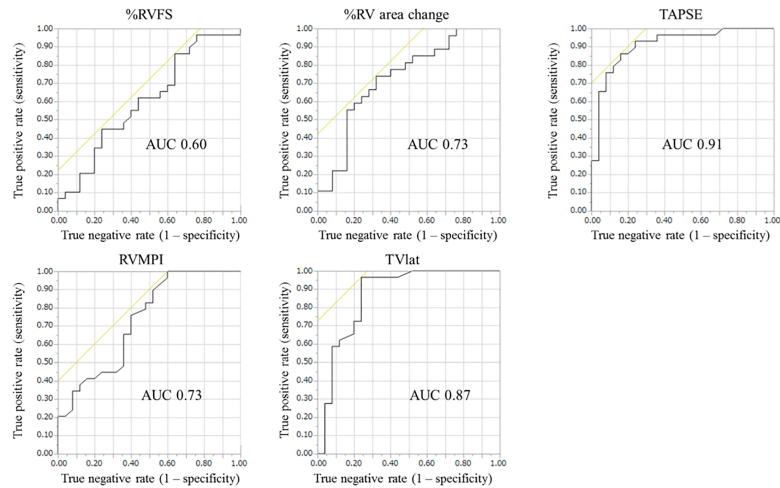 %RVFS
1.00
0.90
0.80
0.70
0.60
0.50
0.40
0.30
0.20
0.10
0.00
True positive rate (sensitivity)
AUC 0.60
0.00 0.20 0.40 0.60 0.80 1.00
True negative rate (1 – specificity)
%RV area change
1.00
0.90
0.80
0.70
0.60
0.50
0.40
0.30
0.20
0.10
0.00
True positive rate (sensitivity)
AUC 0.73
0.00 0.20 0.40 0.60 0.80 1.00
True negative rate (1 – specificity)
TAPSE
1.00
0.90
0.80
0.70
0.60
0.50
0.40
0.30
0.20
0.10
0.00
True positive rate (sensitivity)
AUC 0.91
0.00 0.20 0.40 0.60 0.80 1.00
True negative rate (1 – specificity)
RVMPI
1.00
0.90
0.80
0.70
0.60
0.50
0.40
0.30
0.20
0.10
0.00
True positive rate (sensitivity)
AUC 0.73
0.00 0.20 0.40 0.60 0.80 1.00
True negative rate (1 – specificity)
TVlat
1.00
0.90
0.80
0.70
0.60
0.50
0.40
0.30
0.20
0.10
0.00
True positive rate (sensitivity)
AUC 0.87
0.00 0.20 0.40 0.60 0.80 1.00
True negative rate (1 – specificity)